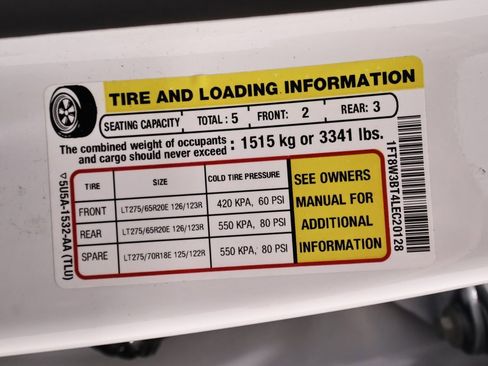 TIRE AND LOADING INFORMATION
SEATING CAPACITY TOTAL : 5 FRONT: 2 REAR: 3
The combined weight of occupants and cargo should never exceed : 1515 kg or 3341 lbs.
TIRE SIZE COLD TIRE PRESSURE
FRONT LT275/65R20E 126/123R 420 KPA, 60 PSI
REAR LT275/65R20E 126/123R 550 KPA, 80 PSI
SPARE LT275/70R18E 125/122R 550 KPA, 80 PSI
SEE OWNERS
MANUAL FOR
ADDITIONAL
INFORMATION
5U5A-1532-AA (TLU)
1FT8W3BT4LEC20128